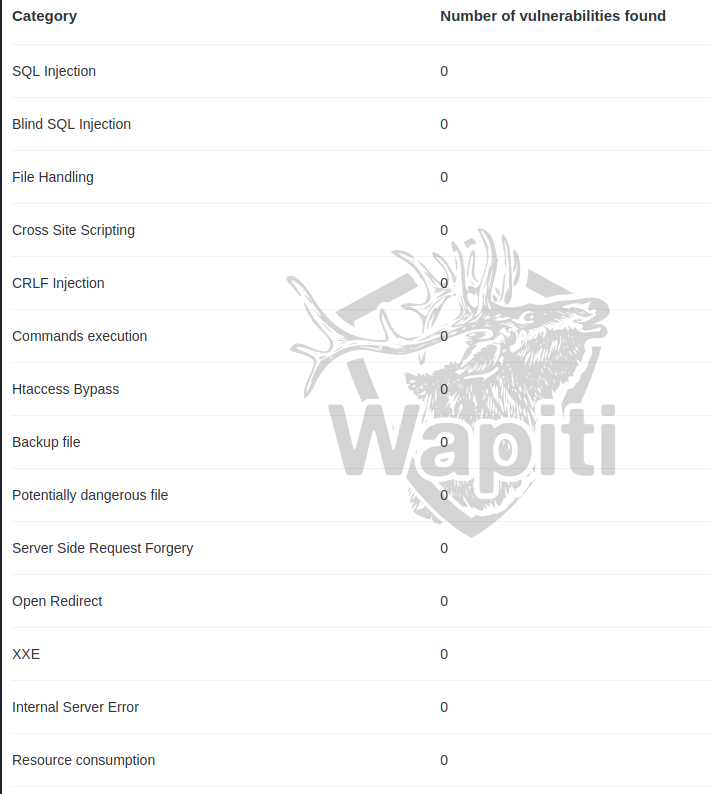 Category Number of vulnerabilities found
SQL Injection 0
Blind SQL Injection 0
File Handling 0
Cross Site Scripting 0
CRLF Injection 0
Commands execution 0
Htaccess Bypass 0
Wapiti
Backup file 0
Potentially dangerous file 0
Server Side Request Forgery 0
Open Redirect 0
XXE 0
Internal Server Error 0
Resource consumption 0